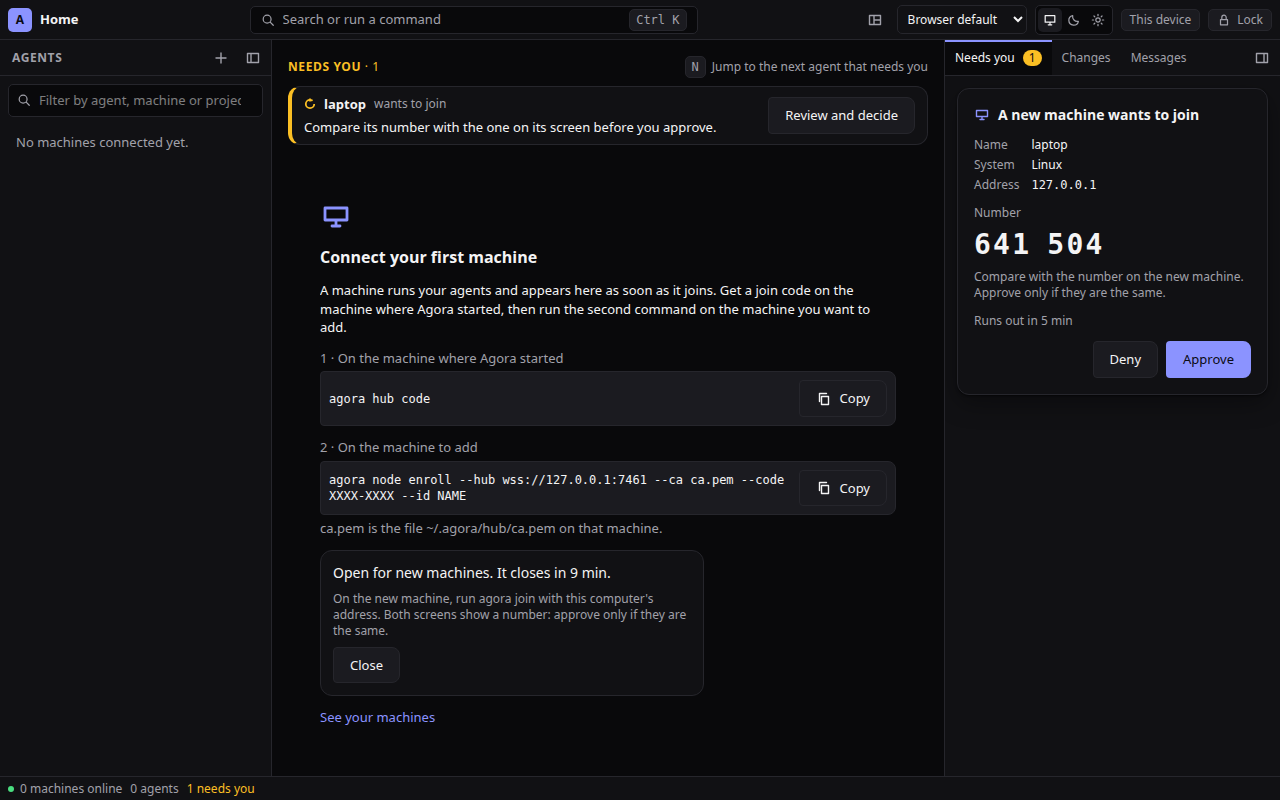 A Home
Search or run a command Ctrl K
Browser default
This device
Lock
AGENTS
Filter by agent, machine or projec
No machines connected yet.
NEEDS YOU · 1
N Jump to the next agent that needs you
laptop wants to join
Compare its number with the one on its screen before you approve.
Review and decide
Connect your first machine
A machine runs your agents and appears here as soon as it joins. Get a join code on the
machine where Agora started, then run the second command on the machine you want to
add.
1 · On the machine where Agora started
agora hub code
Copy
2 · On the machine to add
agora node enroll --hub wss://127.0.0.1:7461 --ca ca.pem --code
XXXX-XXXX --id NAME
Copy
ca.pem is the file ~/.agora/hub/ca.pem on that machine.
Open for new machines. It closes in 9 min.
On the new machine, run agora join with this computer's
address. Both screens show a number: approve only if they are
the same.
Close
See your machines
Needs you 1
Changes
Messages
A new machine wants to join
Name laptop
System Linux
Address 127.0.0.1
Number
641 504
Compare with the number on the new machine.
Approve only if they are the same.
Runs out in 5 min
Deny
Approve
0 machines online 0 agents 1 needs you